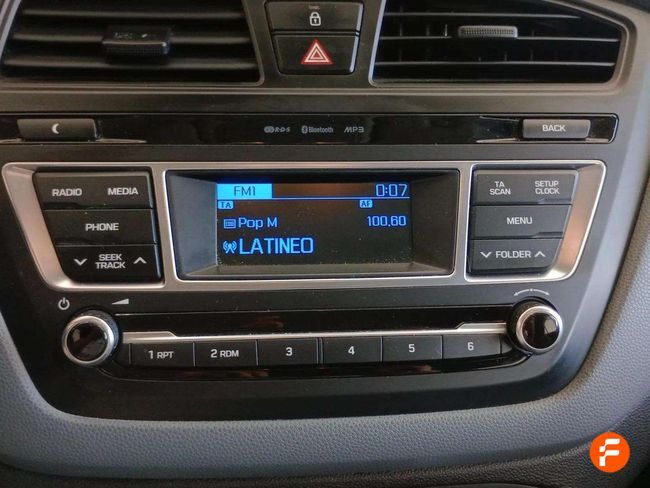 R·D·S Bluetooth MP3
BACK
RADIO MEDIA
FM1 0:07
TA SCAN
SETUP CLOCK
TA AF
PHONE
Pop M 100,60
MENU
SEEK TRACK
LATINEO
FOLDER
1 RPT 2 RDM 3 4 5 6
F